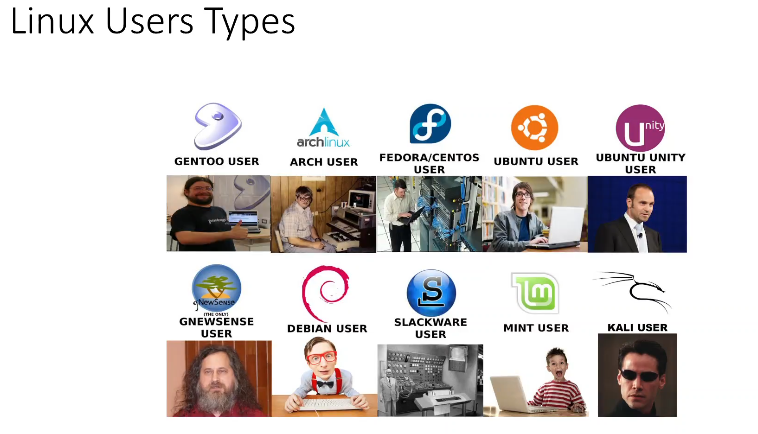 Linux Users Types
archlinux
Unity
GENTOO USER
ARCH USER
FEDORA/CENTOS
USER
UBUNTU USER
UBUNTU UNITY
USER
gNewSense
(THE ONLY)
GNEWSENSE
USER
DEBIAN USER
S
SLACKWARE
USER
lm
MINT USER
KALI USER